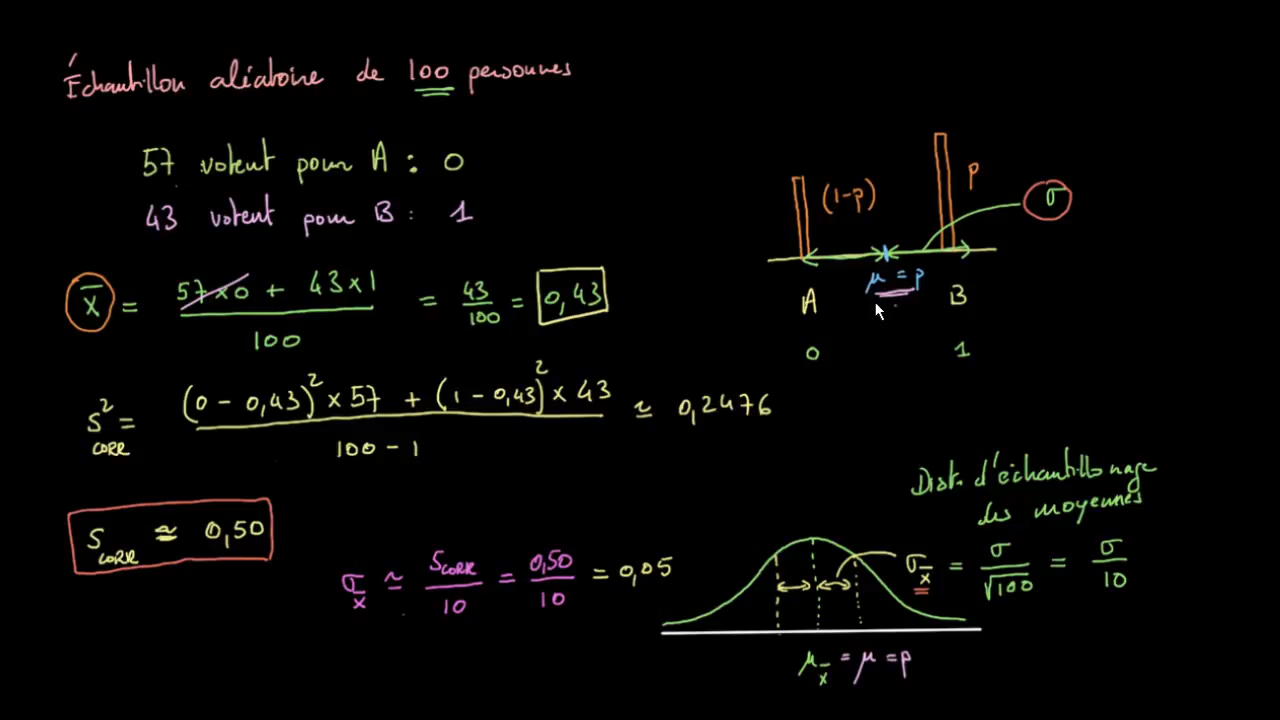 Échantillon aléatoire de 100 personnes
57 votent pour A : 0
43 votent pour B : 1
x̄ = (57×0 + 43×1) / 100 = 43/100 = 0,43
S²CORR = ((0 - 0,43)² × 57 + (1 - 0,43)² × 43) / (100 - 1) ≃ 0,2476
SCORR ≃ 0,50
σx̄ ≃ SCORR/10 = 0,50/10 = 0,05
(1-p)
p
σ
μ = p
A B
0 1
Dist. d'échantillonage
des moyennes
σx̄ = σ/√100 = σ/10
μx̄ = μ = p